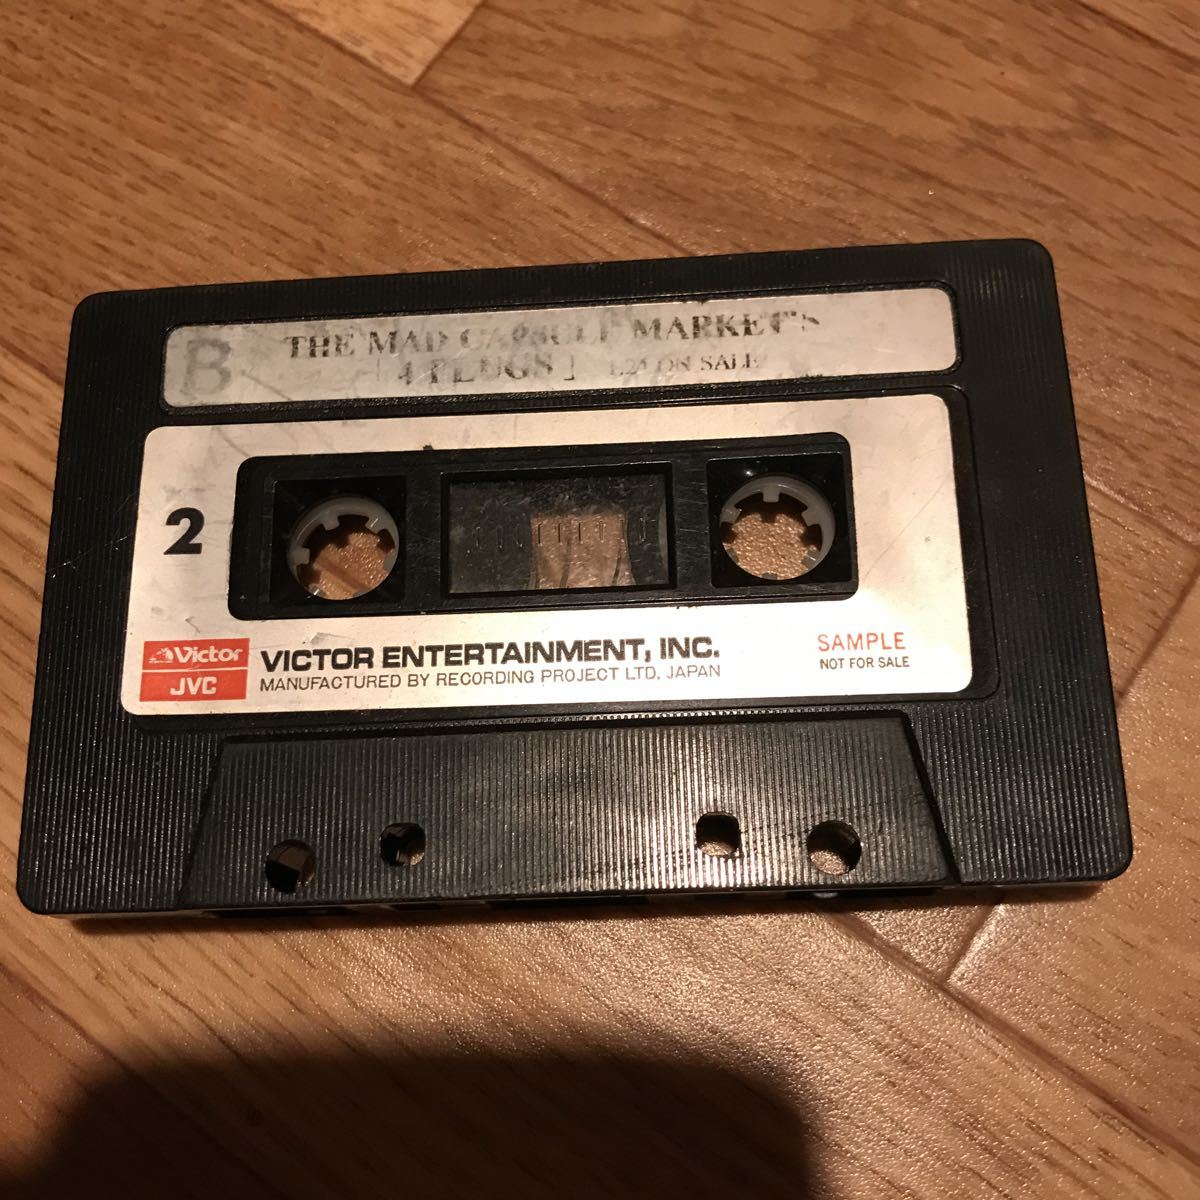 B THE MAD CAPSULE MARKET'S
[ 4 PLUGS ] 1.24 ON SALE
2
Victor
JVC
VICTOR ENTERTAINMENT, INC.
MANUFACTURED BY RECORDING PROJECT LTD. JAPAN
SAMPLE
NOT FOR SALE